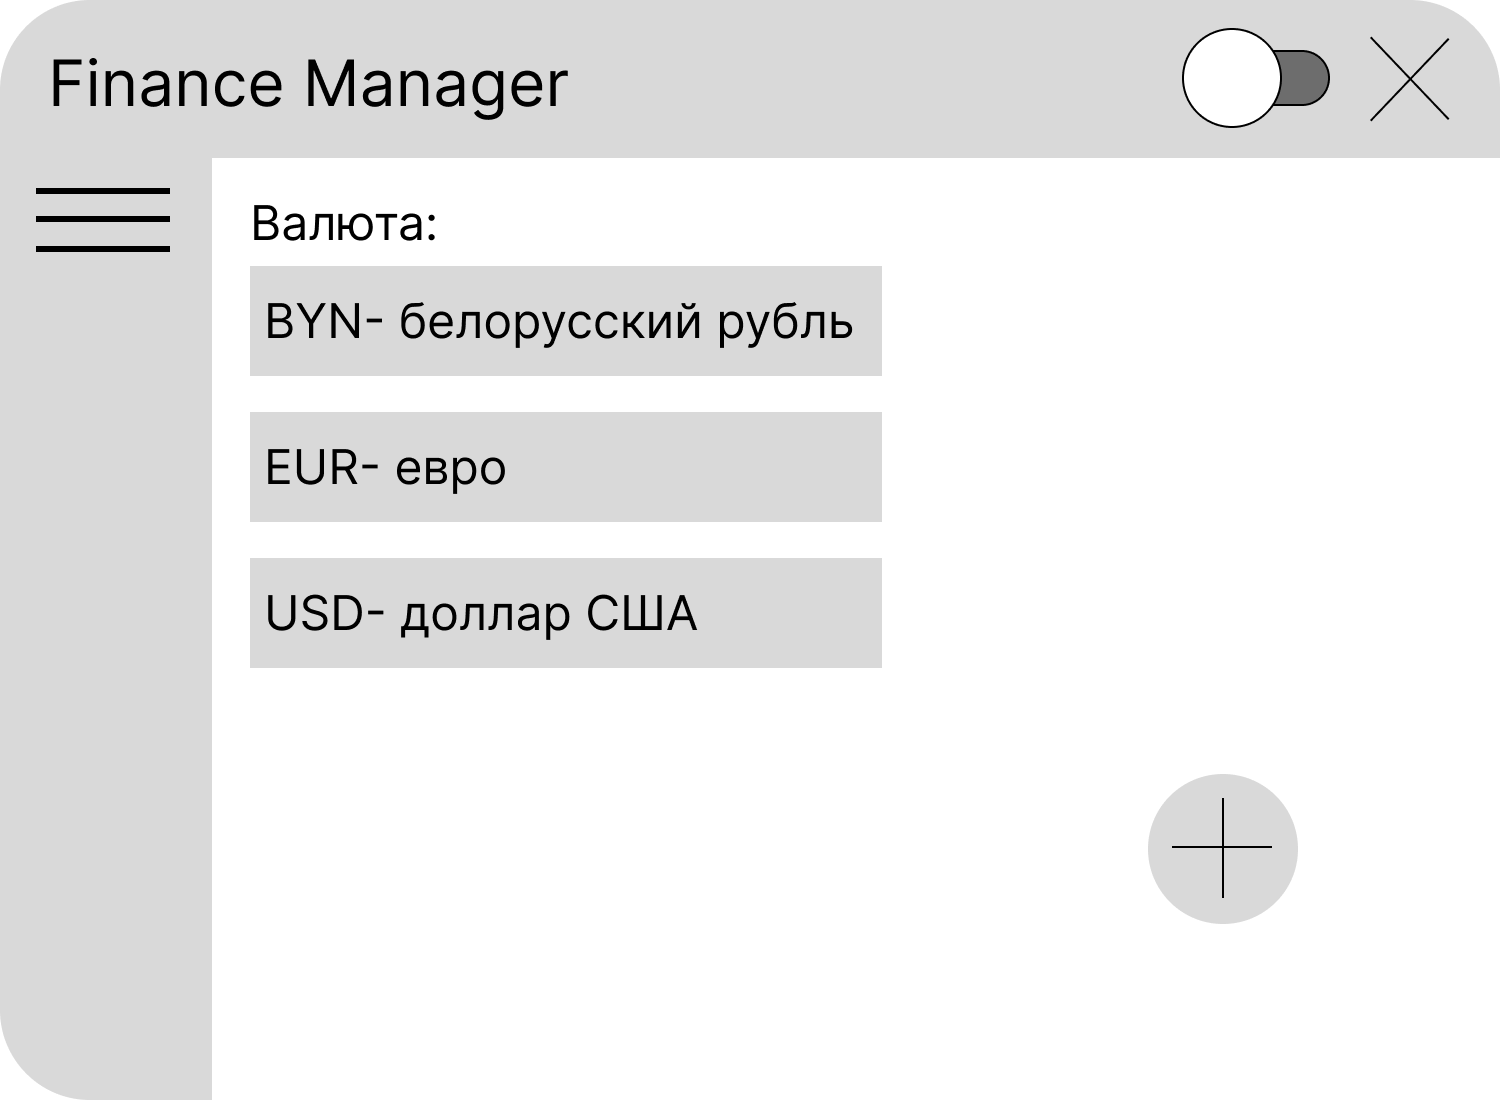 Finance Manager
Валюта:
BYN- белорусский рубль
EUR- евро
USD- доллар США